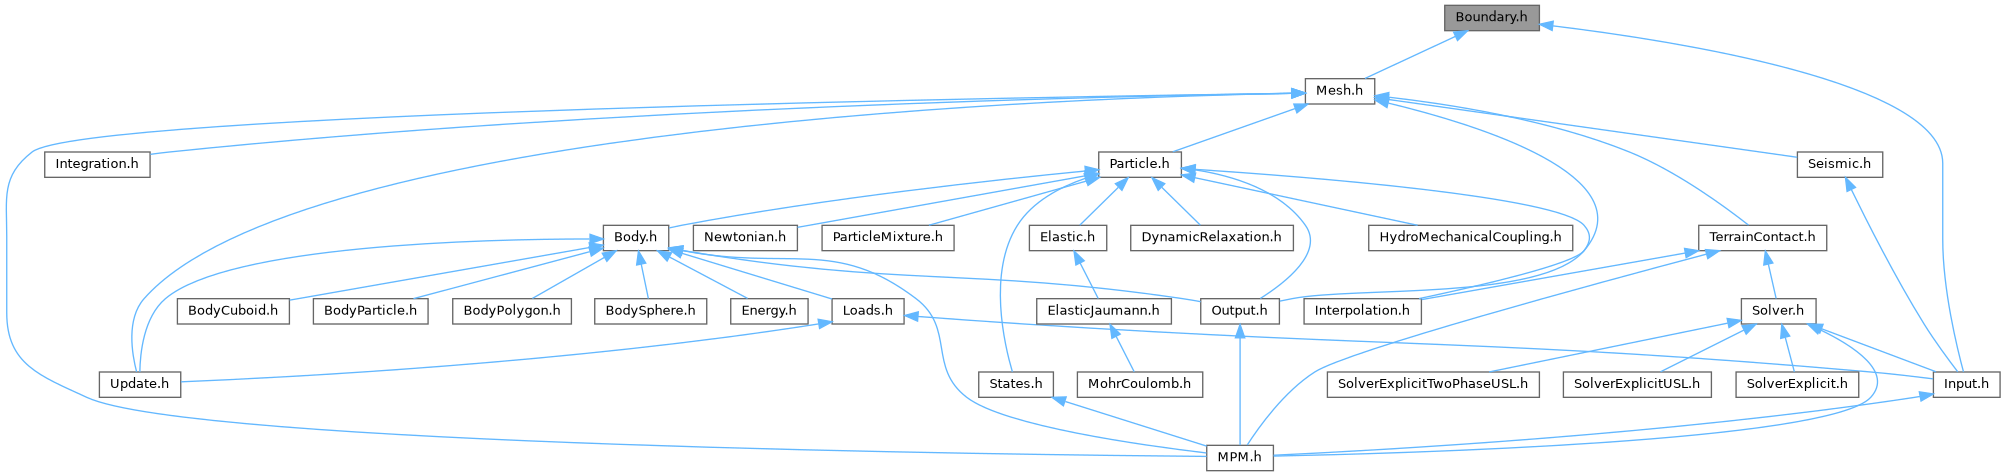 Boundary.h
Mesh.h
Integration.h
Particle.h
Seismic.h
Body.h
Newtonian.h
ParticleMixture.h
Elastic.h
DynamicRelaxation.h
HydroMechanicalCoupling.h
TerrainContact.h
BodyCuboid.h
BodyParticle.h
BodyPolygon.h
BodySphere.h
Energy.h
Loads.h
ElasticJaumann.h
Output.h
Interpolation.h
Solver.h
Update.h
States.h
MohrCoulomb.h
SolverExplicitTwoPhaseUSL.h
SolverExplicitUSL.h
SolverExplicit.h
Input.h
MPM.h